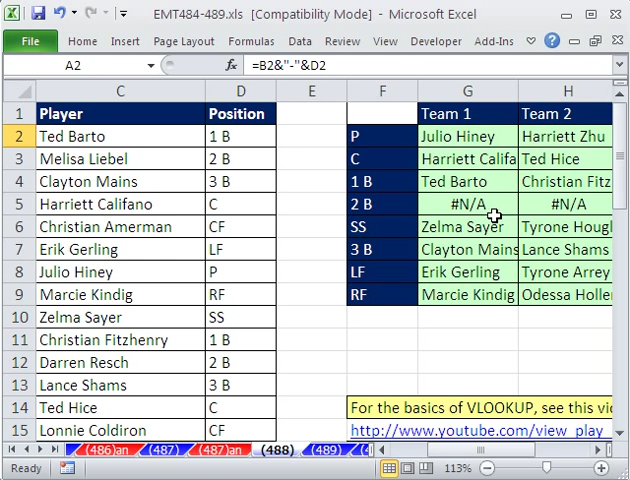 EMT484-489.xls [Compatibility Mode] - Microsoft Excel
File Home Insert Page Layout Formulas Data Review View Developer Add-Ins
A2 fx =B2&"-"&D2
C D E F G H
1 Player Position Team 1 Team 2
2 Ted Barto 1 B P Julio Hiney Harriett Zhu
3 Melisa Liebel 2 B C Harriett Califa Ted Hice
4 Clayton Mains 3 B 1 B Ted Barto Christian Fitz
5 Harriett Califano C 2 B #N/A #N/A
6 Christian Amerman CF SS Zelma Sayer Tyrone Hougl
7 Erik Gerling LF 3 B Clayton Mains Lance Shams
8 Julio Hiney P LF Erik Gerling Tyrone Arrey
9 Marcie Kindig RF RF Marcie Kindig Odessa Holle
10 Zelma Sayer SS
11 Christian Fitzhenry 1 B
12 Darren Resch 2 B
13 Lance Shams 3 B
14 Ted Hice C For the basics of VLOOKUP, see this vi
15 Lonnie Coldiron CF http://www.youtube.com/view_play
(486)an (487) (487)an (488) (489) (
Ready 113%